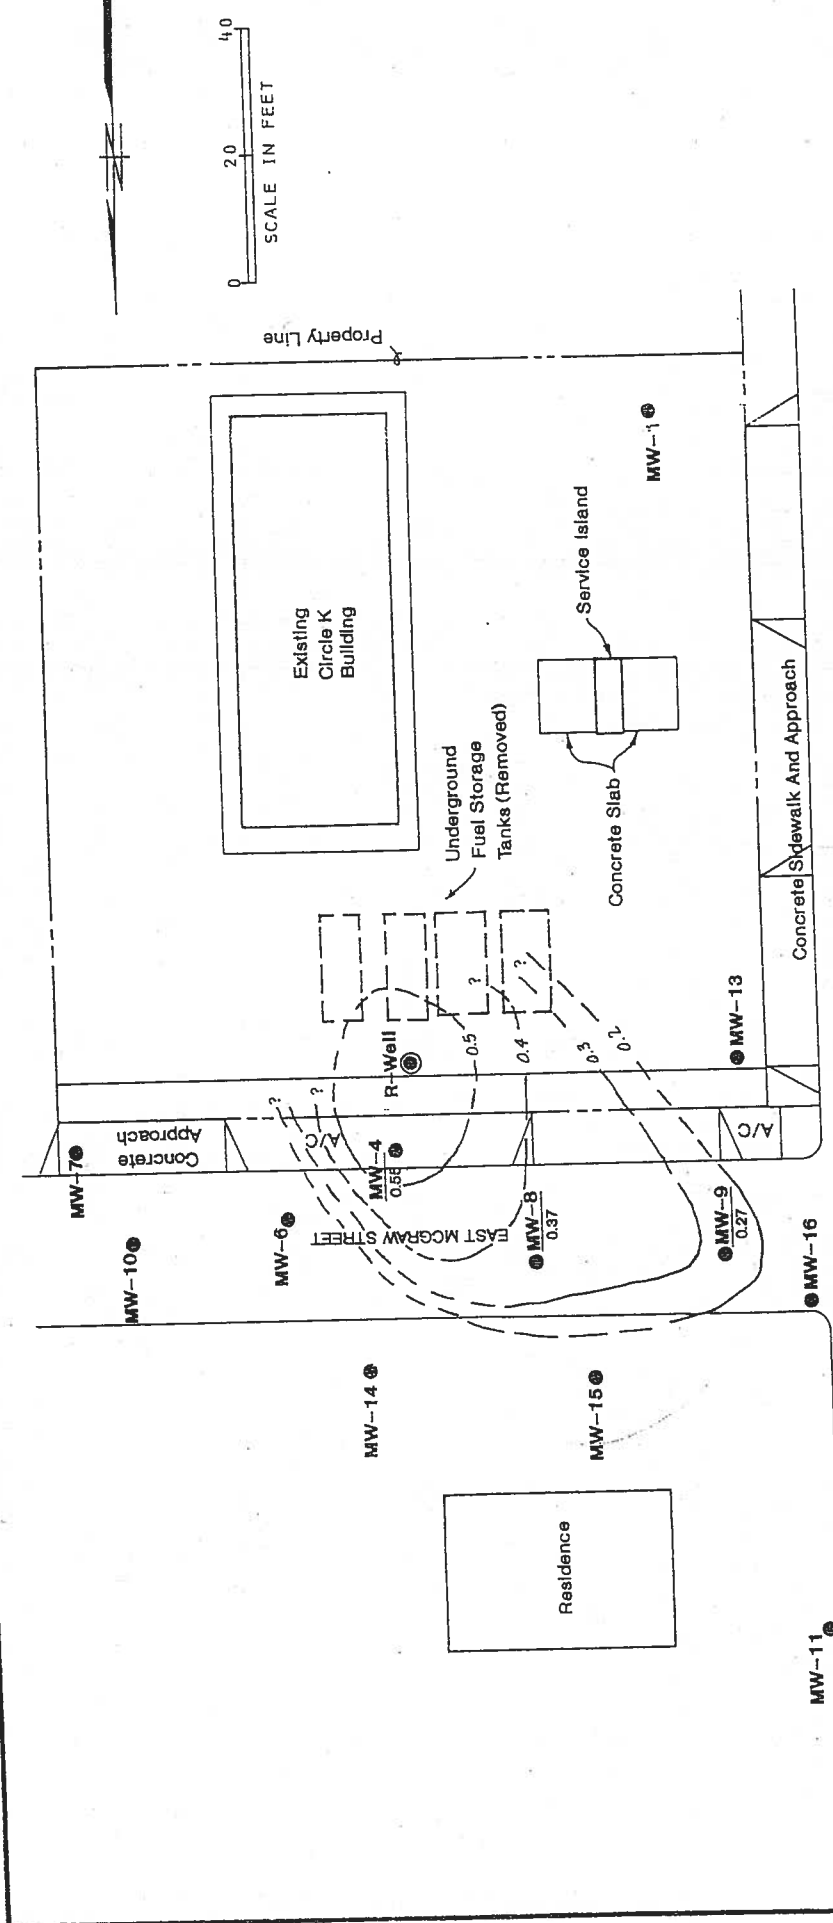 0
20
40
SCALE IN FEET
Property Line
Existing
Circle K
Building
MW-1
Service Island
Concrete Slab
Underground
Fuel Storage
Tanks (Removed)
Concrete Sidewalk And Approach
?
?
?
?
0.5
0.4
0.3
0.2
R-Well
MW-13
Concrete
Approach
A/C
A/C
MW-7
MW-4
MW-10
MW-6
EAST MCGRAW STREET
MW-8
0.37
MW-9
0.27
MW-16
MW-14
MW-15
Residence
MW-11